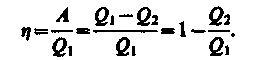 η = A/Q₁ = (Q₁ − Q₂)/Q₁ = 1 − Q₂/Q₁.